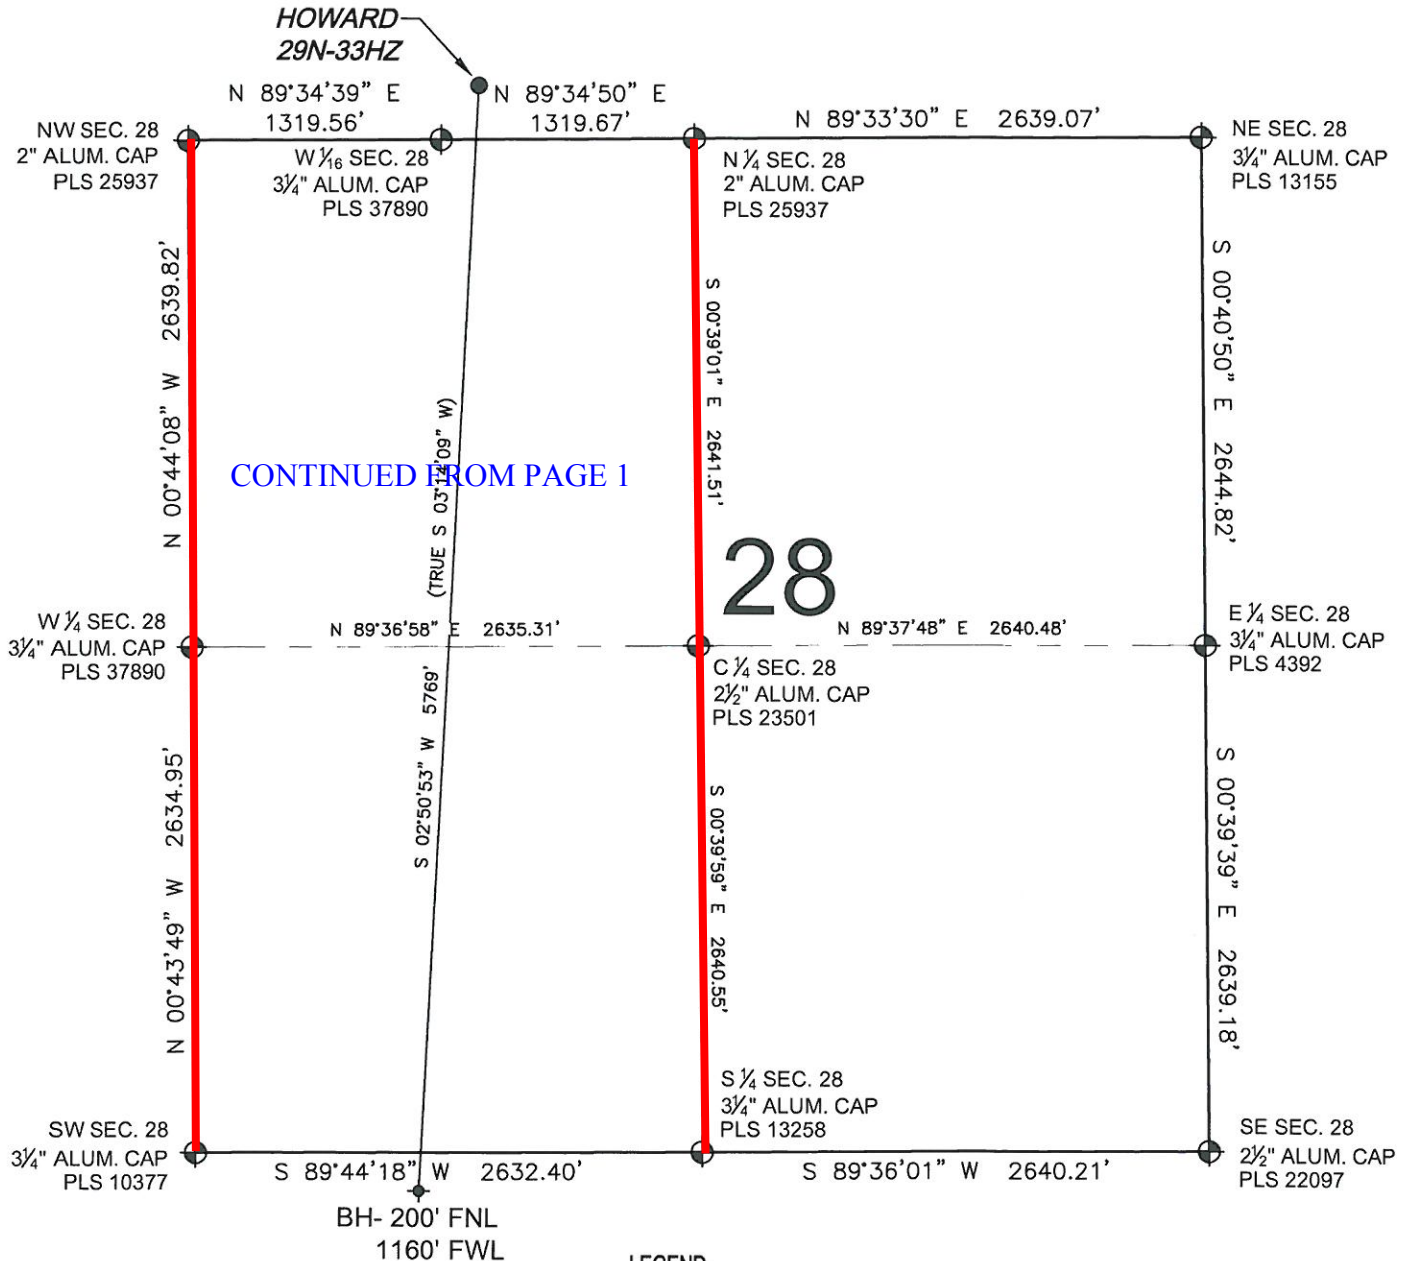 HOWARD
29N-33HZ
N 89°34'39" E
1319.56'
N 89°34'50" E
1319.67'
N 89°33'30" E 2639.07'
NW SEC. 28
2" ALUM. CAP
PLS 25937
W 1/16 SEC. 28
3¼" ALUM. CAP
PLS 37890
N ¼ SEC. 28
2" ALUM. CAP
PLS 25937
NE SEC. 28
3¼" ALUM. CAP
PLS 13155
N 00°44'08" W 2639.82'
(TRUE S 03°14'09" W)
S 00°39'01" E 2641.51'
S 00°40'50" E 2644.82'
CONTINUED FROM PAGE 1
28
W ¼ SEC. 28
3¼" ALUM. CAP
PLS 37890
N 89°36'58" E 2635.31'
N 89°37'48" E 2640.48'
C ¼ SEC. 28
2½" ALUM. CAP
PLS 23501
E ¼ SEC. 28
3¼" ALUM. CAP
PLS 4392
N 00°43'49" W 2634.95'
S 02°50'53" W 5769'
S 00°39'59" E 2640.55'
S 00°39'39" E 2639.18'
SW SEC. 28
3¼" ALUM. CAP
PLS 10377
S ¼ SEC. 28
3¼" ALUM. CAP
PLS 13258
SE SEC. 28
2½" ALUM. CAP
PLS 22097
S 89°44'18" W 2632.40'
S 89°36'01" W 2640.21'
BH- 200' FNL
1160' FWL
LEGEND